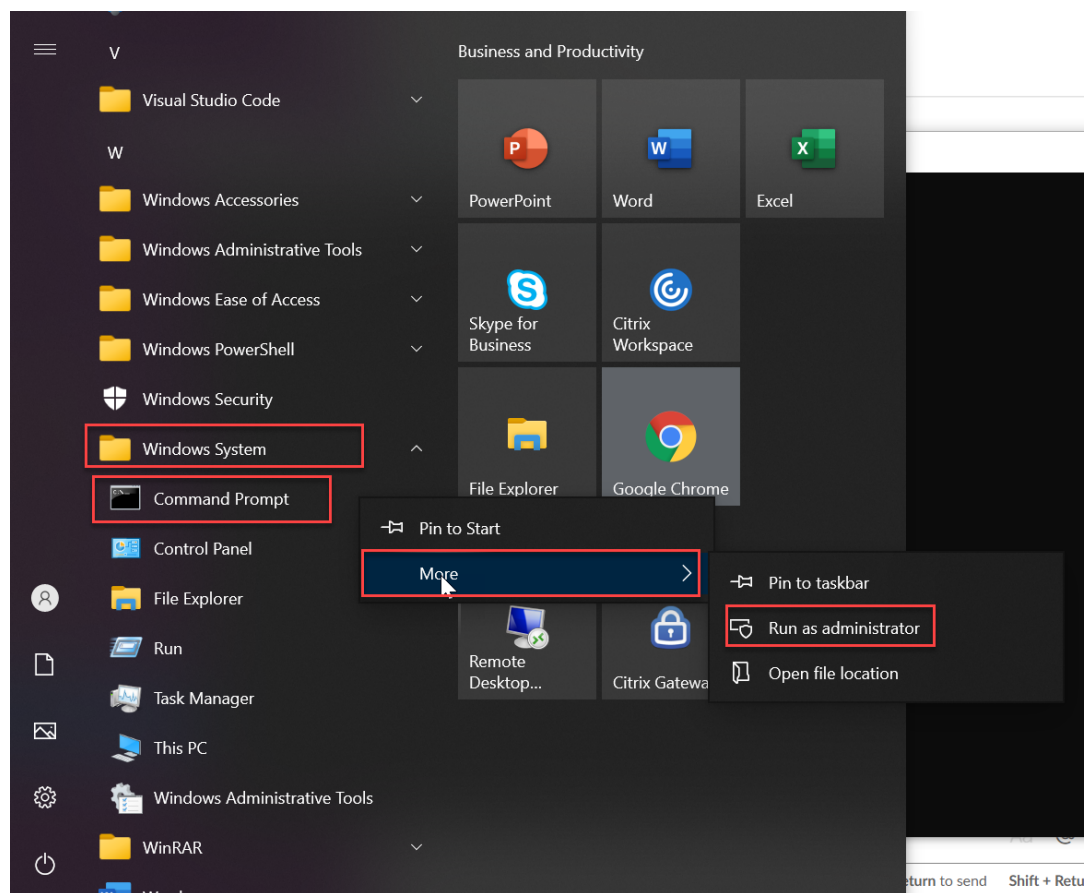 V
Visual Studio Code
W
Windows Accessories
Windows Administrative Tools
Windows Ease of Access
Windows PowerShell
Windows Security
Windows System
Command Prompt
Control Panel
File Explorer
Run
Task Manager
This PC
Windows Administrative Tools
WinRAR
Business and Productivity
PowerPoint
Word
Excel
Skype for
Business
Citrix
Workspace
File Explorer
Google Chrome
Remote
Desktop...
Citrix Gatewa
Pin to Start
More
Pin to taskbar
Run as administrator
Open file location
eturn to send Shift + Retu